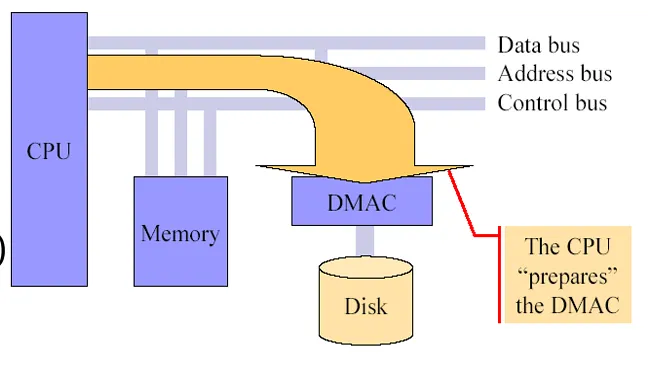 Data bus
Address bus
Control bus
CPU
DMAC
Memory
)
The CPU
“prepares”
the DMAC
Disk